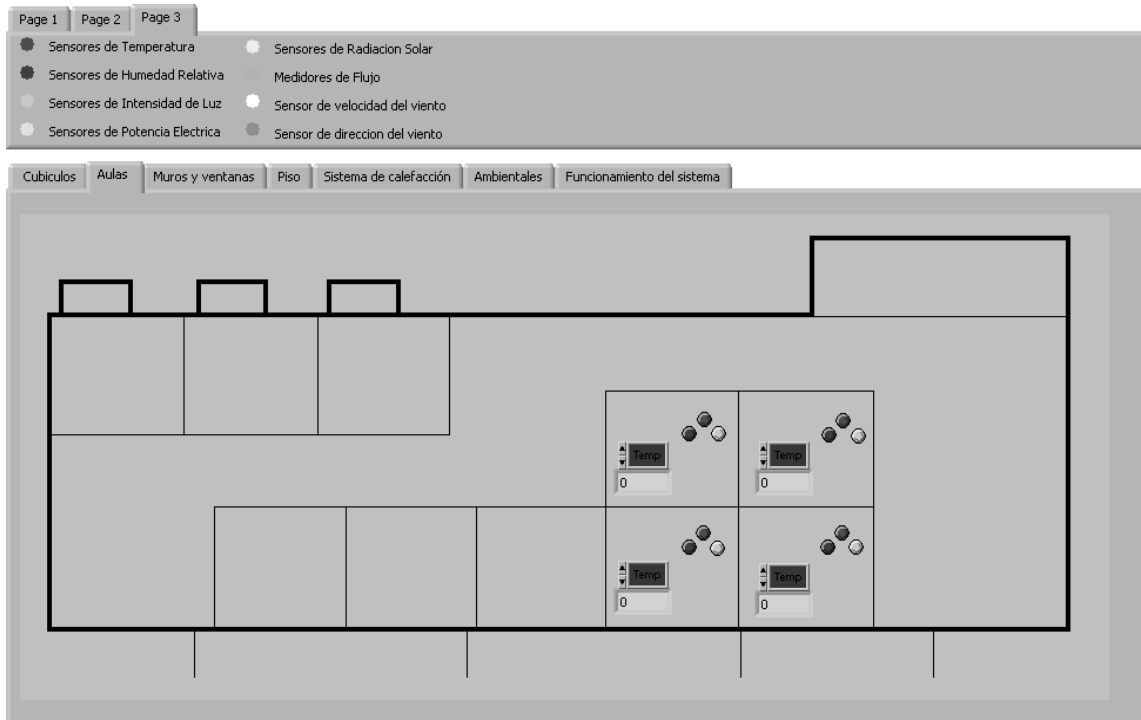 Page 1 Page 2 Page 3
Sensores de Temperatura Sensores de Radiacion Solar
Sensores de Humedad Relativa Medidores de Flujo
Sensores de Intensidad de Luz Sensor de velocidad del viento
Sensores de Potencia Electrica Sensor de direccion del viento
Cubiculos Aulas Muros y ventanas Piso Sistema de calefacción Ambientales Funcionamiento del sistema
Temp Temp
0 0
Temp Temp
0 0